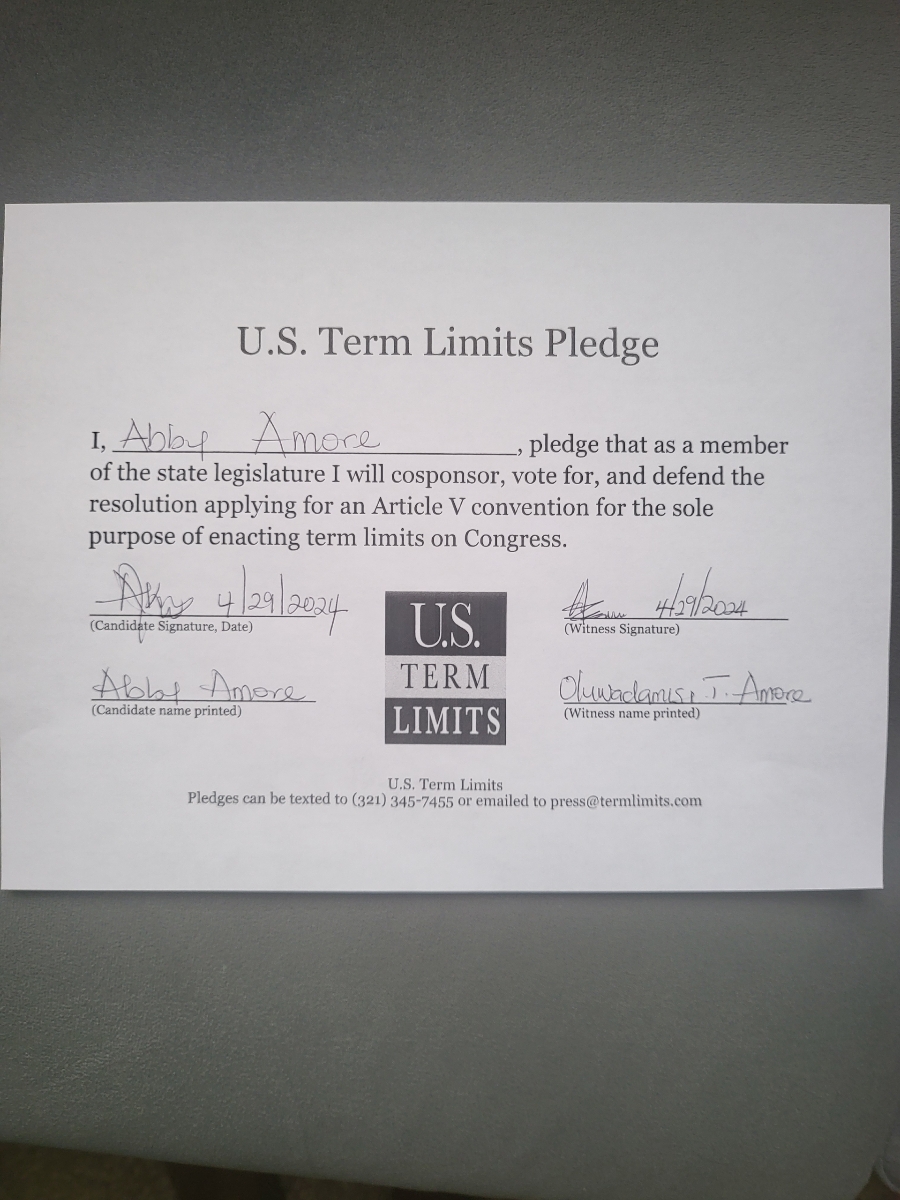 U.S. Term Limits Pledge
I, Abby Amore, pledge that as a member
of the state legislature I will cosponsor, vote for, and defend the
resolution applying for an Article V convention for the sole
purpose of enacting term limits on Congress.
4/29/2024
(Candidate Signature, Date)
4/29/2024
(Witness Signature)
Abby Amore
(Candidate name printed)
Oluwadamisi T. Amore
(Witness name printed)
U.S.
TERM
LIMITS
U.S. Term Limits
Pledges can be texted to (321) 345-7455 or emailed to press@termlimits.com